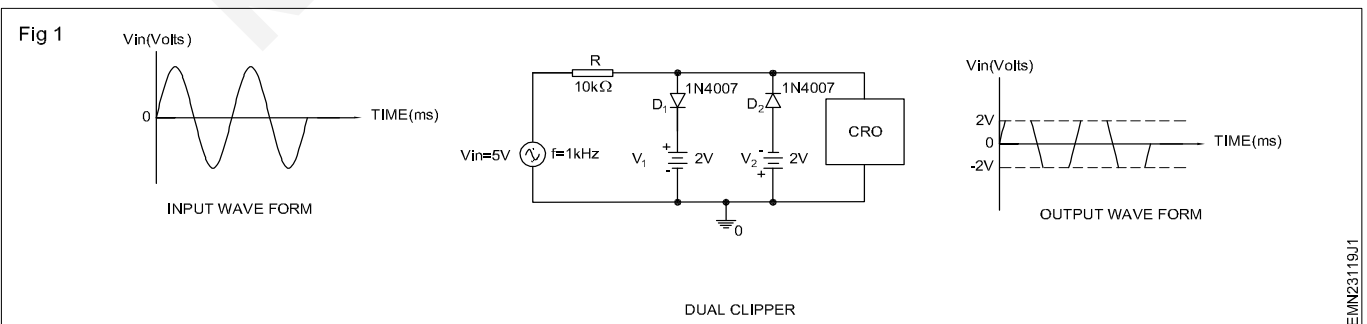 Fig 1
Vin(Volts)
0
TIME(ms)
INPUT WAVE FORM
R
10kΩ
Vin=5V
f=1kHz
1N4007
D1
+
V1
2V
-
1N4007
D2
-
V2
2V
+
CRO
0
DUAL CLIPPER
Vin(Volts)
2V
0
-2V
TIME(ms)
OUTPUT WAVE FORM
EMN23119J1